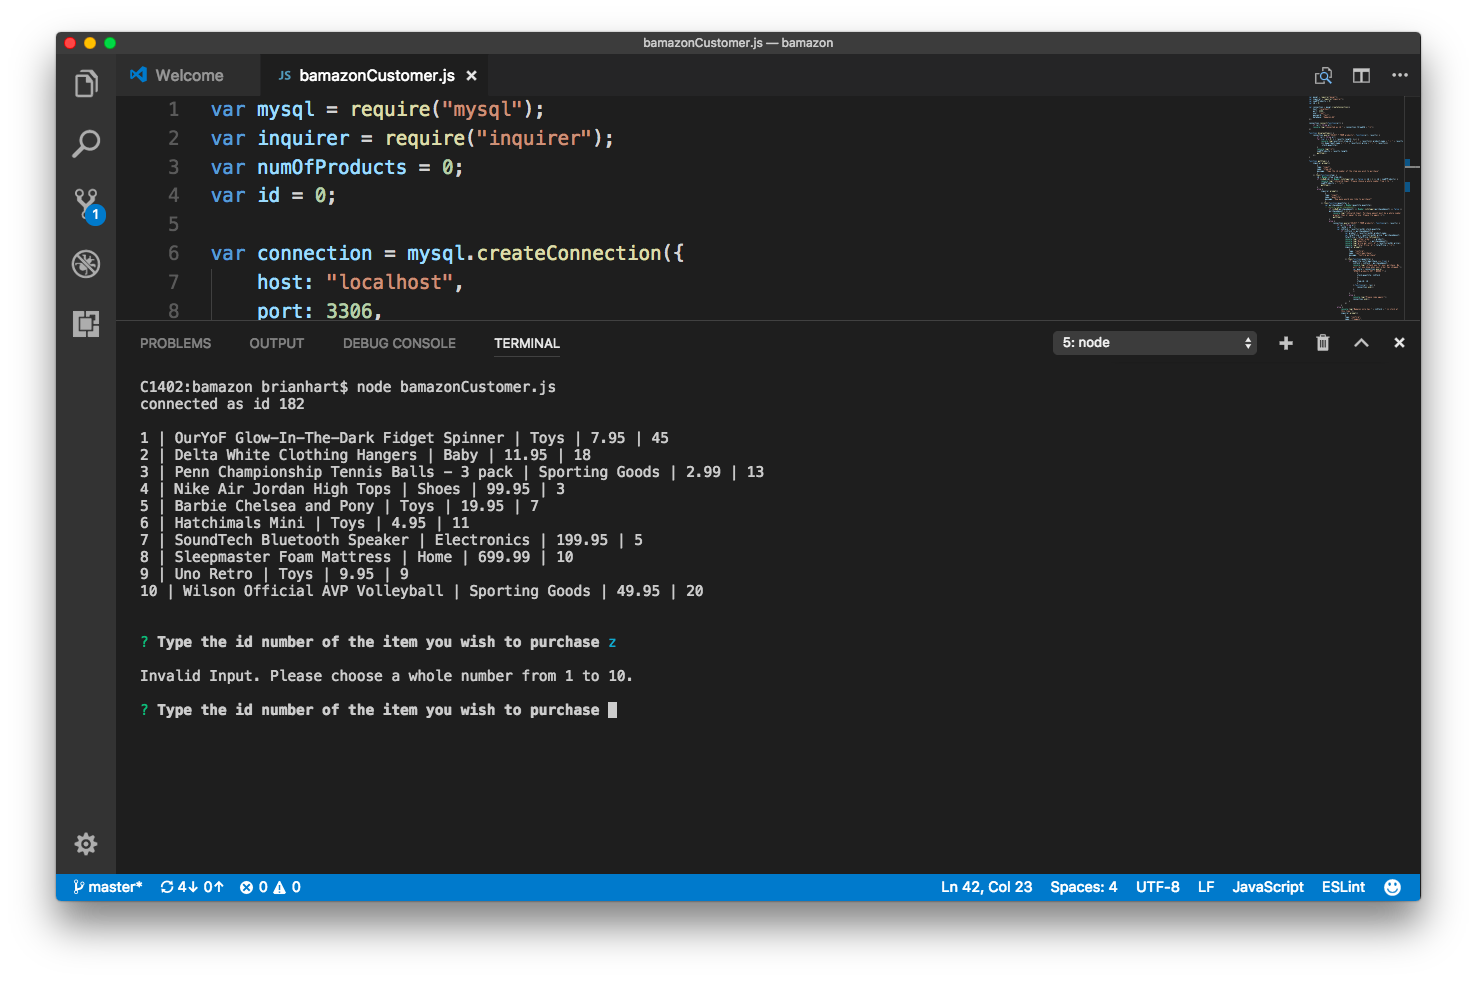 bamazonCustomer.js — bamazon
Welcome
JS bamazonCustomer.js ×
1 var mysql = require("mysql");
2 var inquirer = require("inquirer");
3 var numOfProducts = 0;
4 var id = 0;
5
6 var connection = mysql.createConnection({
7 host: "localhost",
8 port: 3306,
1
PROBLEMS OUTPUT DEBUG CONSOLE TERMINAL 5: node
C1402:bamazon brianhart$ node bamazonCustomer.js
connected as id 182
1 | OurYoF Glow-In-The-Dark Fidget Spinner | Toys | 7.95 | 45
2 | Delta White Clothing Hangers | Baby | 11.95 | 18
3 | Penn Championship Tennis Balls - 3 pack | Sporting Goods | 2.99 | 13
4 | Nike Air Jordan High Tops | Shoes | 99.95 | 3
5 | Barbie Chelsea and Pony | Toys | 19.95 | 7
6 | Hatchimals Mini | Toys | 4.95 | 11
7 | SoundTech Bluetooth Speaker | Electronics | 199.95 | 5
8 | Sleepmaster Foam Mattress | Home | 699.99 | 10
9 | Uno Retro | Toys | 9.95 | 9
10 | Wilson Official AVP Volleyball | Sporting Goods | 49.95 | 20
? Type the id number of the item you wish to purchase z
Invalid Input. Please choose a whole number from 1 to 10.
? Type the id number of the item you wish to purchase
master* 4↓ 0↑ 0 0 Ln 42, Col 23 Spaces: 4 UTF-8 LF JavaScript ESLint